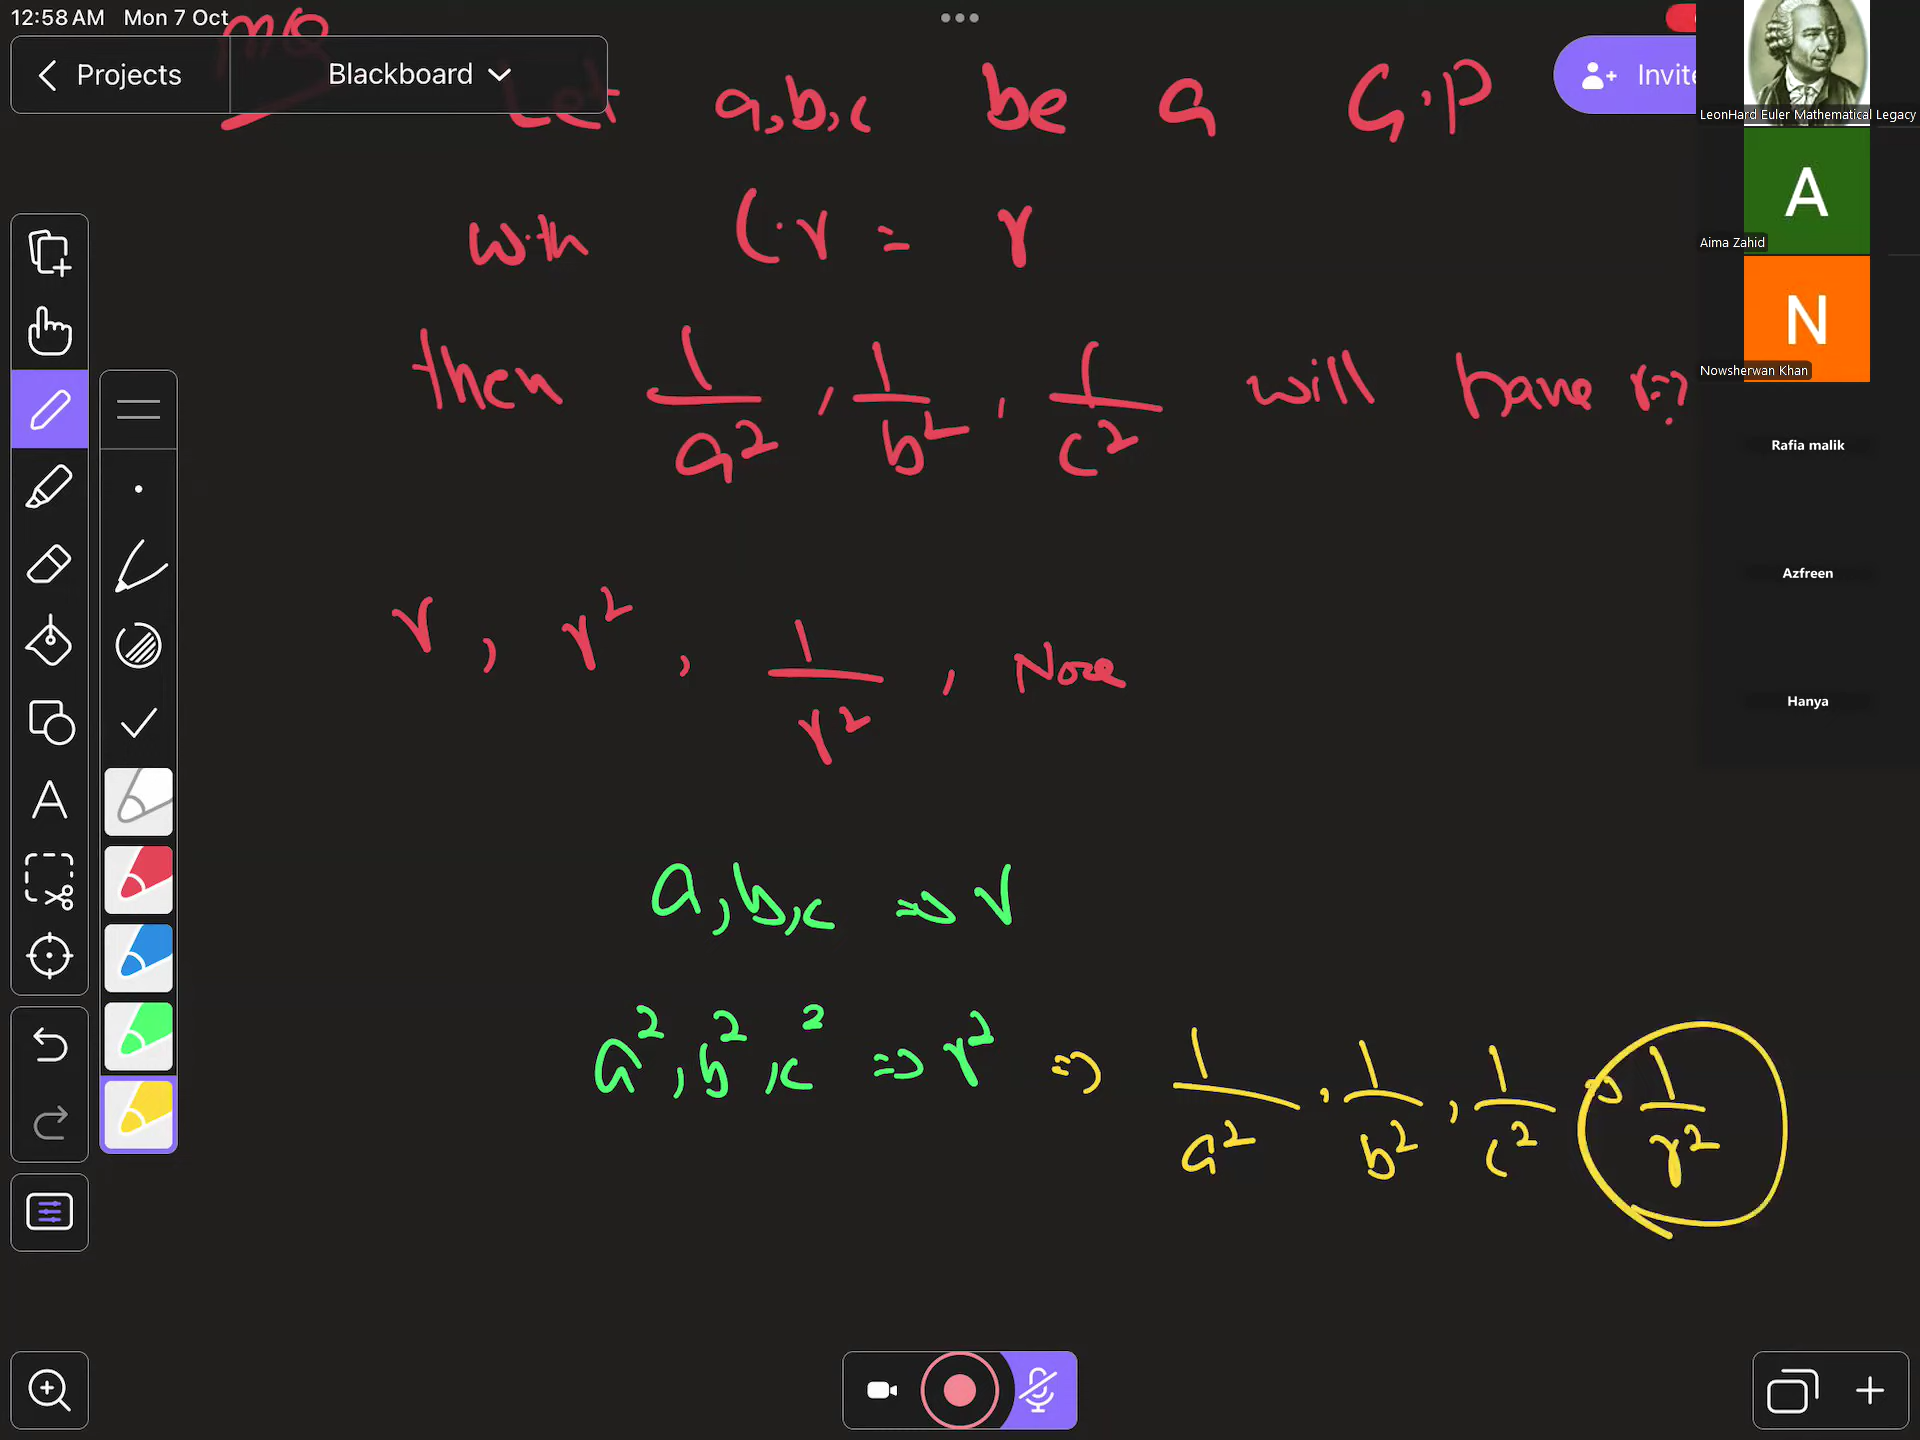 12:58 AM Mon 7 Oct
Projects
Blackboard
Invite
MQ
Let a,b,c be a G.P
with C.r = r
then 1/a², 1/b², 1/c² will have r=?
r, r², 1/r², None
a,b,c => r
a², b², c² => r² => 1/a², 1/b², 1/c² => 1/r²
LeonHard Euler Mathematical Legacy
A
Aima Zahid
N
Nowsherwan Khan
Rafia malik
Azfreen
Hanya
A